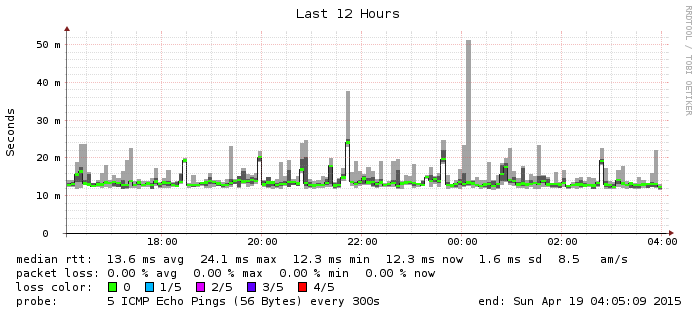 Last 12 Hours
RRDTOOL / TOBI OETIKER
Seconds
50 m
40 m
30 m
20 m
10 m
0
18:00 20:00 22:00 00:00 02:00 04:00
median rtt: 13.6 ms avg 24.1 ms max 12.3 ms min 12.3 ms now 1.6 ms sd 8.5 am/s
packet loss: 0.00 % avg 0.00 % max 0.00 % min 0.00 % now
loss color: 0 1/5 2/5 3/5 4/5
probe: 5 ICMP Echo Pings (56 Bytes) every 300s end: Sun Apr 19 04:05:09 2015